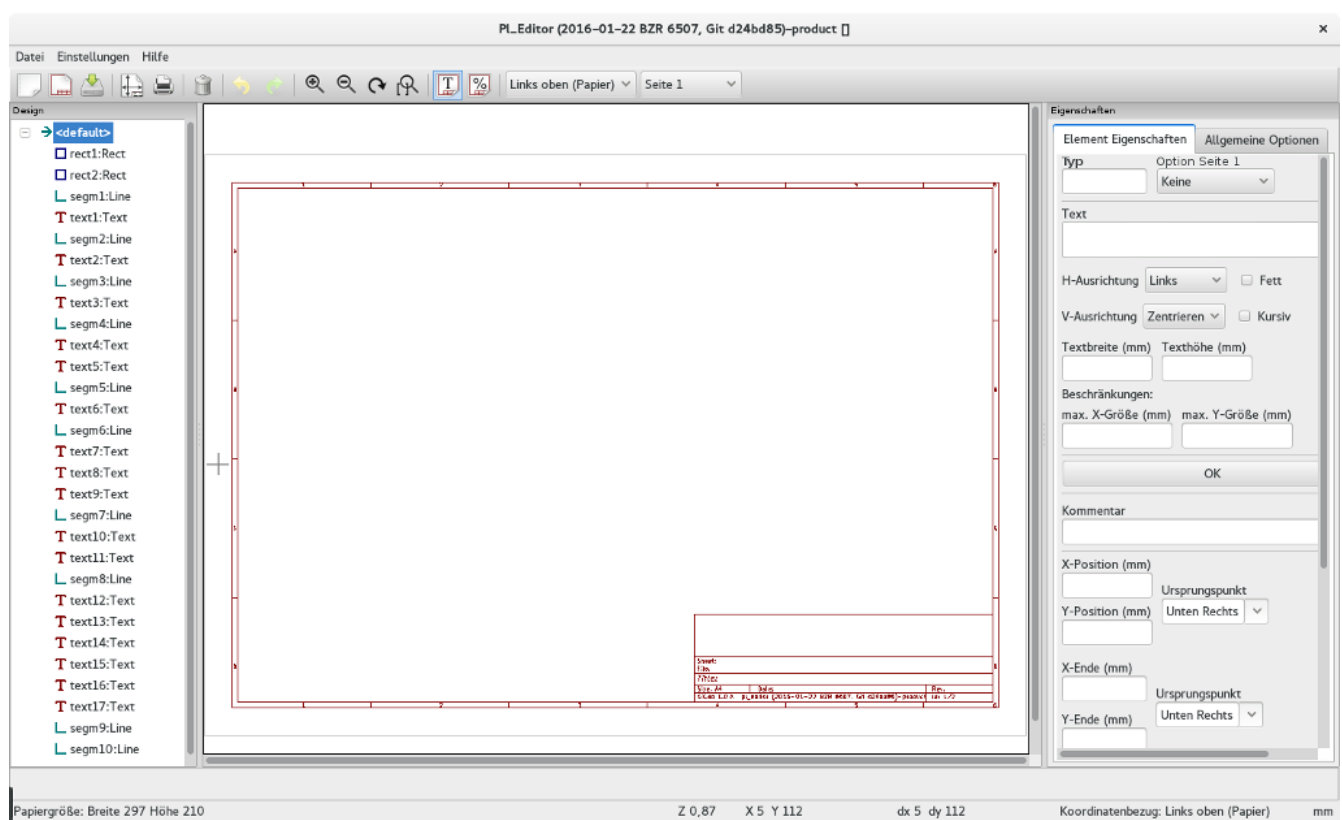 Pl_Editor (2016-01-22 BZR 6507, Git d24bd85)-product []
Datei Einstellungen Hilfe
Links oben (Papier) Seite 1
Design
<default>
rect1:Rect
rect2:Rect
segm1:Line
text1:Text
segm2:Line
text2:Text
segm3:Line
text3:Text
segm4:Line
text4:Text
text5:Text
segm5:Line
text6:Text
segm6:Line
text7:Text
text8:Text
text9:Text
segm7:Line
text10:Text
text11:Text
segm8:Line
text12:Text
text13:Text
text14:Text
text15:Text
text16:Text
text17:Text
segm9:Line
segm10:Line
Sheet:
File:
Title:
Size: A4 Date: Rev:
Eigenschaften
Element Eigenschaften Allgemeine Optionen
Typ Option Seite 1
Keine
Text
H-Ausrichtung Links Fett
V-Ausrichtung Zentrieren Kursiv
Textbreite (mm) Texthöhe (mm)
Beschränkungen:
max. X-Größe (mm) max. Y-Größe (mm)
OK
Kommentar
X-Position (mm)
Ursprungspunkt
Y-Position (mm) Unten Rechts
X-Ende (mm)
Ursprungspunkt
Y-Ende (mm) Unten Rechts
Papiergröße: Breite 297 Höhe 210 Z 0,87 X 5 Y 112 dx 5 dy 112 Koordinatenbezug: Links oben (Papier) mm